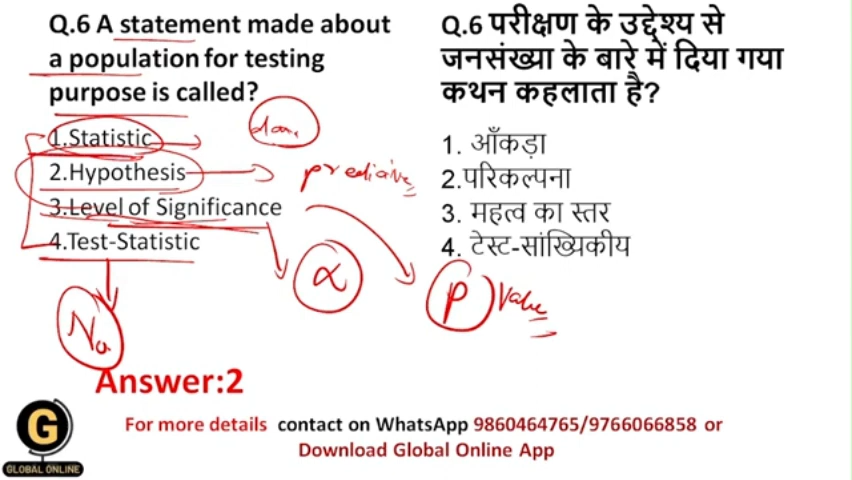 Q.6 A statement made about
a population for testing
purpose is called?
1.Statistic
2.Hypothesis
3.Level of Significance
4.Test-Statistic
predictive
α
P value
No
Answer:2
Q.6 परीक्षण के उद्देश्य से
जनसंख्या के बारे में दिया गया
कथन कहलाता है?
1. आँकड़ा
2.परिकल्पना
3. महत्व का स्तर
4. टेस्ट-सांख्यिकीय
For more details contact on WhatsApp 9860464765/9766066858 or
Download Global Online App
G
GLOBAL ONLINE